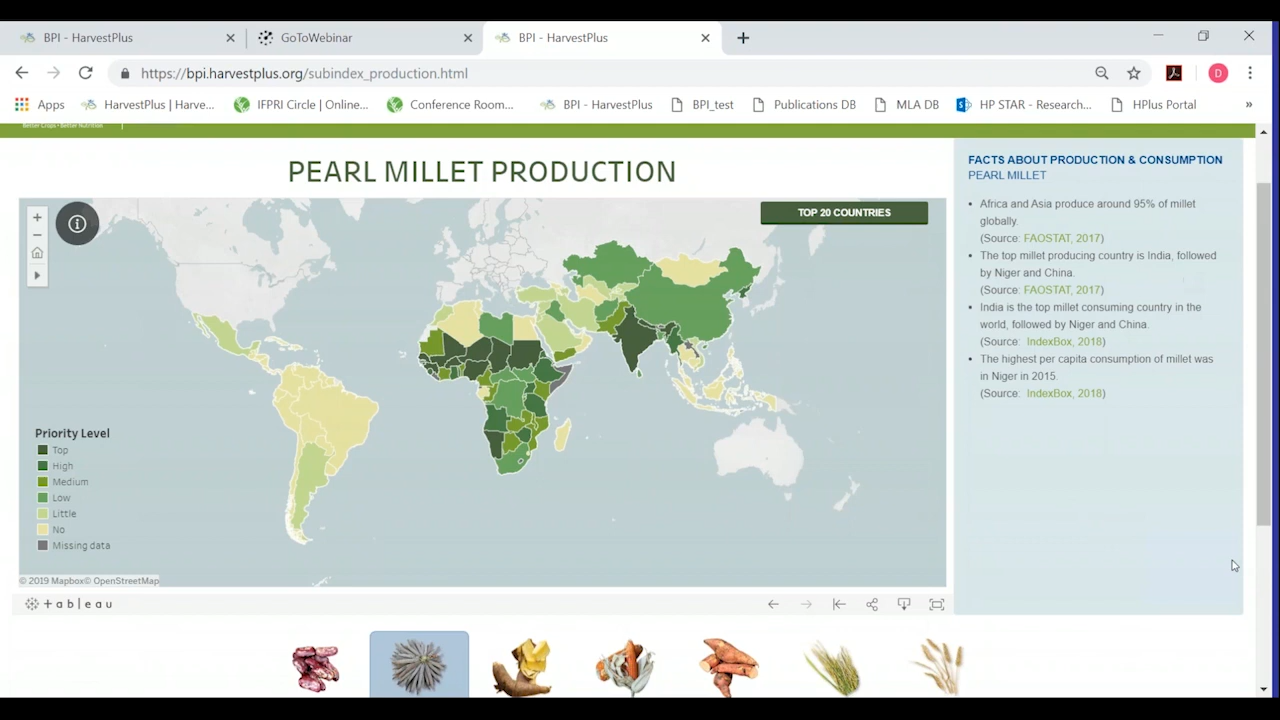 BPI - HarvestPlus
GoToWebinar
BPI - HarvestPlus
https://bpi.harvestplus.org/subindex_production.html
D
Apps
HarvestPlus | Harve...
IFPRI Circle | Online...
Conference Room...
BPI - HarvestPlus
BPI_test
Publications DB
MLA DB
HP STAR - Research...
HPlus Portal
»
Better Crops • Better Nutrition
PEARL MILLET PRODUCTION
TOP 20 COUNTRIES
Priority Level
Top
High
Medium
Low
Little
No
Missing data
© 2019 Mapbox© OpenStreetMap
+ableau
FACTS ABOUT PRODUCTION & CONSUMPTION
PEARL MILLET
• Africa and Asia produce around 95% of millet
globally.
(Source: FAOSTAT, 2017)
• The top millet producing country is India, followed
by Niger and China.
(Source: FAOSTAT, 2017)
• India is the top millet consuming country in the
world, followed by Niger and China.
(Source: IndexBox, 2018)
• The highest per capita consumption of millet was
in Niger in 2015.
(Source: IndexBox, 2018)